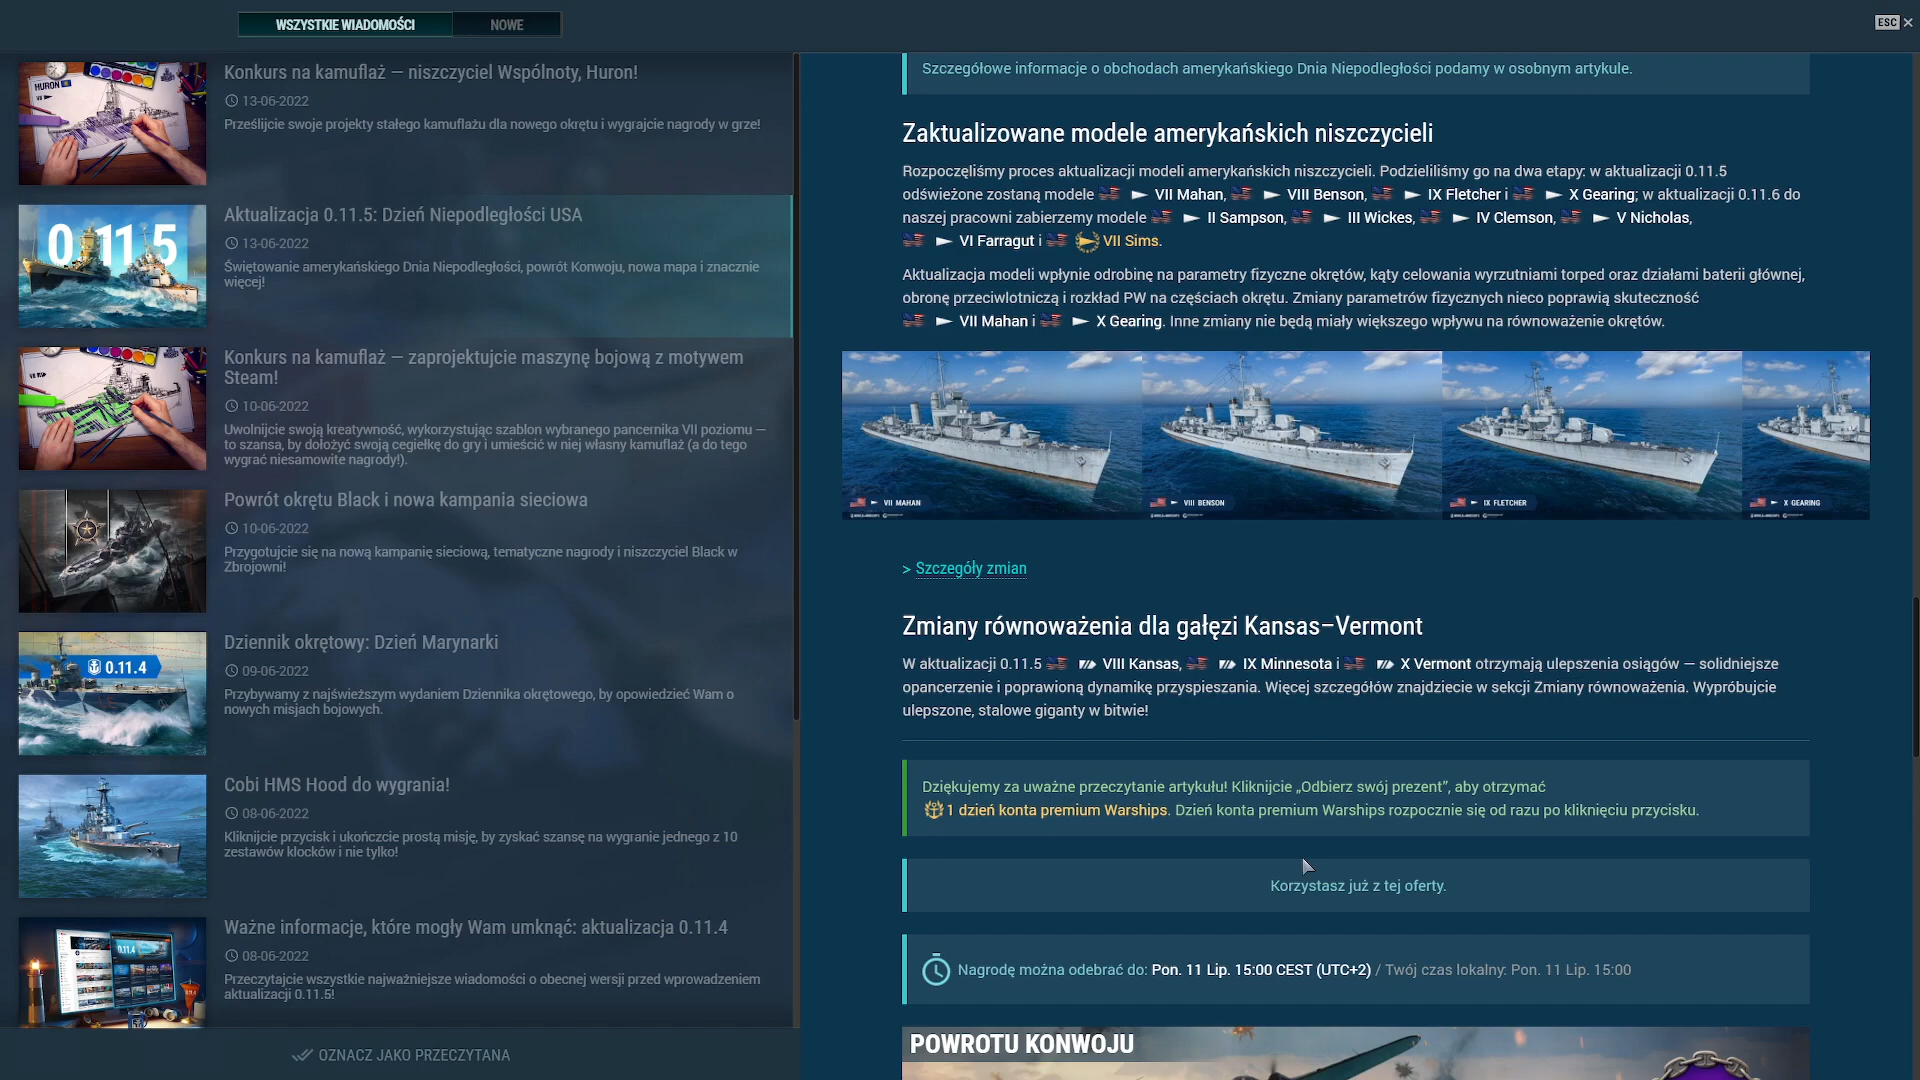 WSZYSTKIE WIADOMOŚCI
NOWE
ESC
HURON
Konkurs na kamuflaż — niszczyciel Wspólnoty, Huron!
13-06-2022
Prześlijcie swoje projekty stałego kamuflażu dla nowego okrętu i wygrajcie nagrody w grze!
0.11.5
Aktualizacja 0.11.5: Dzień Niepodległości USA
13-06-2022
Świętowanie amerykańskiego Dnia Niepodległości, powrót Konwoju, nowa mapa i znacznie
więcej!
Konkurs na kamuflaż — zaprojektujcie maszynę bojową z motywem
Steam!
10-06-2022
Uwolnijcie swoją kreatywność, wykorzystując szablon wybranego pancernika VII poziomu —
to szansa, by dołożyć swoją cegiełkę do gry i umieścić w niej własny kamuflaż (a do tego
wygrać niesamowite nagrody!).
Powrót okrętu Black i nowa kampania sieciowa
10-06-2022
Przygotujcie się na nową kampanię sieciową, tematyczne nagrody i niszczyciel Black w
Zbrojowni!
0.11.4
Dziennik okrętowy: Dzień Marynarki
09-06-2022
Przybywamy z najświeższym wydaniem Dziennika okrętowego, by opowiedzieć Wam o
nowych misjach bojowych.
Cobi HMS Hood do wygrania!
08-06-2022
Kliknijcie przycisk i ukończcie prostą misję, by zyskać szansę na wygranie jednego z 10
zestawów klocków i nie tylko!
0.11.4
Ważne informacje, które mogły Wam umknąć: aktualizacja 0.11.4
08-06-2022
Przeczytajcie wszystkie najważniejsze wiadomości o obecnej wersji przed wprowadzeniem
aktualizacji 0.11.5!
OZNACZ JAKO PRZECZYTANA
Szczegółowe informacje o obchodach amerykańskiego Dnia Niepodległości podamy w osobnym artykule.
Zaktualizowane modele amerykańskich niszczycieli
Rozpoczęliśmy proces aktualizacji modeli amerykańskich niszczycieli. Podzieliliśmy go na dwa etapy: w aktualizacji 0.11.5
odświeżone zostaną modele VII Mahan, VIII Benson, IX Fletcher i X Gearing; w aktualizacji 0.11.6 do
naszej pracowni zabierzemy modele II Sampson, III Wickes, IV Clemson, V Nicholas,
VI Farragut i VII Sims.
Aktualizacja modeli wpłynie odrobinę na parametry fizyczne okrętów, kąty celowania wyrzutniami torped oraz działami baterii głównej,
obronę przeciwlotniczą i rozkład PW na częściach okrętu. Zmiany parametrów fizycznych nieco poprawią skuteczność
VII Mahan i X Gearing. Inne zmiany nie będą miały większego wpływu na równoważenie okrętów.
VII MAHAN
VIII BENSON
IX FLETCHER
X GEARING
> Szczegóły zmian
Zmiany równoważenia dla gałęzi Kansas–Vermont
W aktualizacji 0.11.5 VIII Kansas, IX Minnesota i X Vermont otrzymają ulepszenia osiągów — solidniejsze
opancerzenie i poprawioną dynamikę przyspieszania. Więcej szczegółów znajdziecie w sekcji Zmiany równoważenia. Wypróbujcie
ulepszone, stalowe giganty w bitwie!
Dziękujemy za uważne przeczytanie artykułu! Kliknijcie „Odbierz swój prezent”, aby otrzymać
1 dzień konta premium Warships. Dzień konta premium Warships rozpocznie się od razu po kliknięciu przycisku.
Korzystasz już z tej oferty.
Nagrodę można odebrać do: Pon. 11 Lip. 15:00 CEST (UTC+2) / Twój czas lokalny: Pon. 11 Lip. 15:00
POWROTU KONWOJU